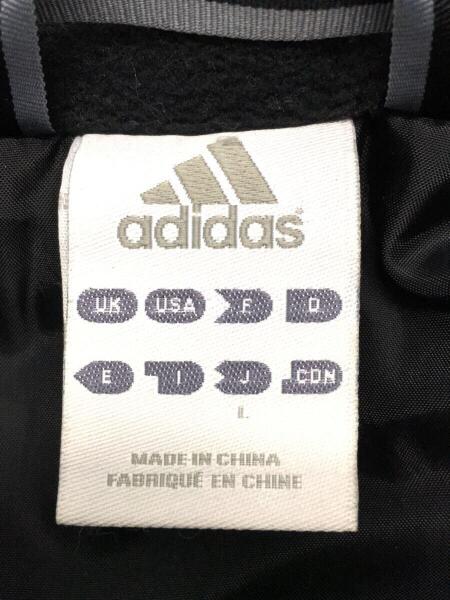 adidas
UK USA F D
E I J CDN
L
MADE IN CHINA
FABRIQUÉ EN CHINE